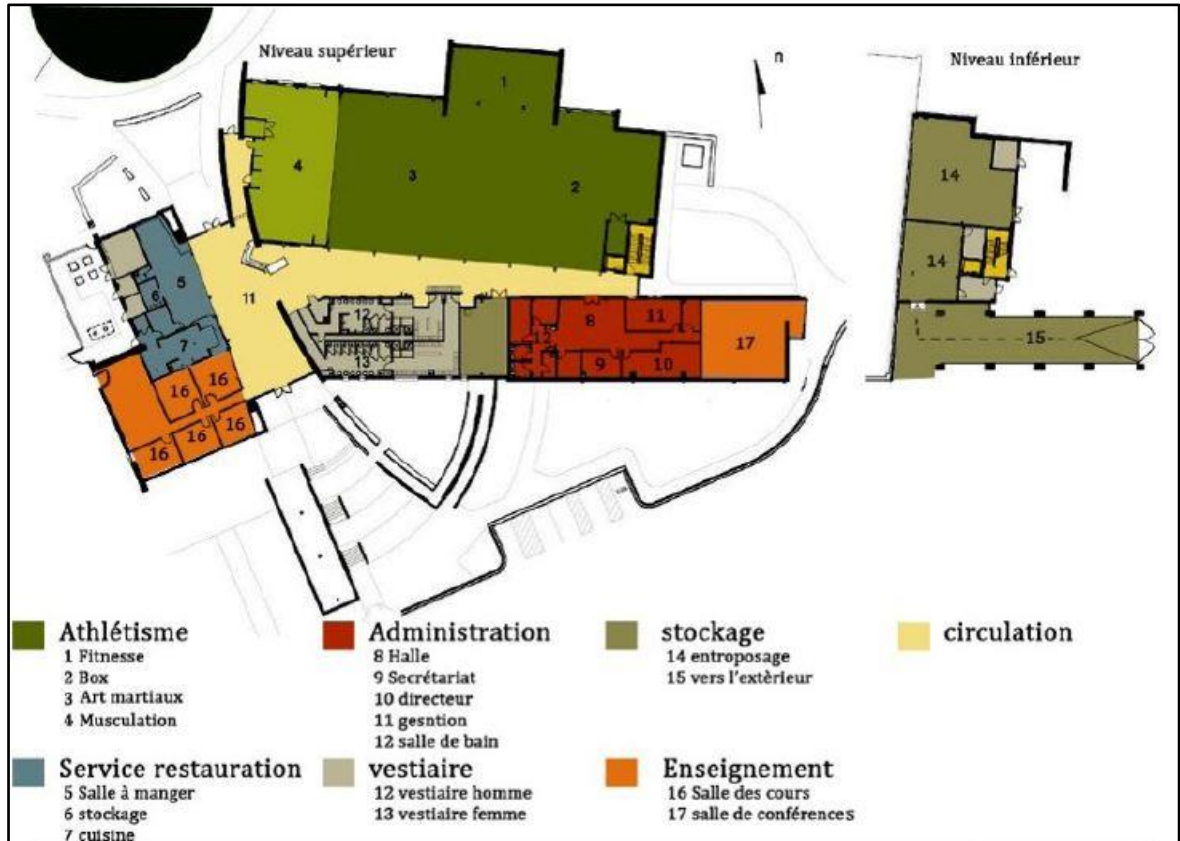 Niveau supérieur
n
Niveau inférieur
1
4
3
2
14
14
15
5
6
7
11
12
13
12
8
11
9
10
17
16
16
16
16
16
Athlétisme
1 Fitnesse
2 Box
3 Art martiaux
4 Musculation
Administration
8 Halle
9 Secrétariat
10 directeur
11 gesntion
12 salle de bain
stockage
14 entroposage
15 vers l'extèrieur
circulation
Service restauration
5 Salle à manger
6 stockage
7 cuisine
vestiaire
12 vestiaire homme
13 vestiaire femme
Enseignement
16 Salle des cours
17 salle de conférences